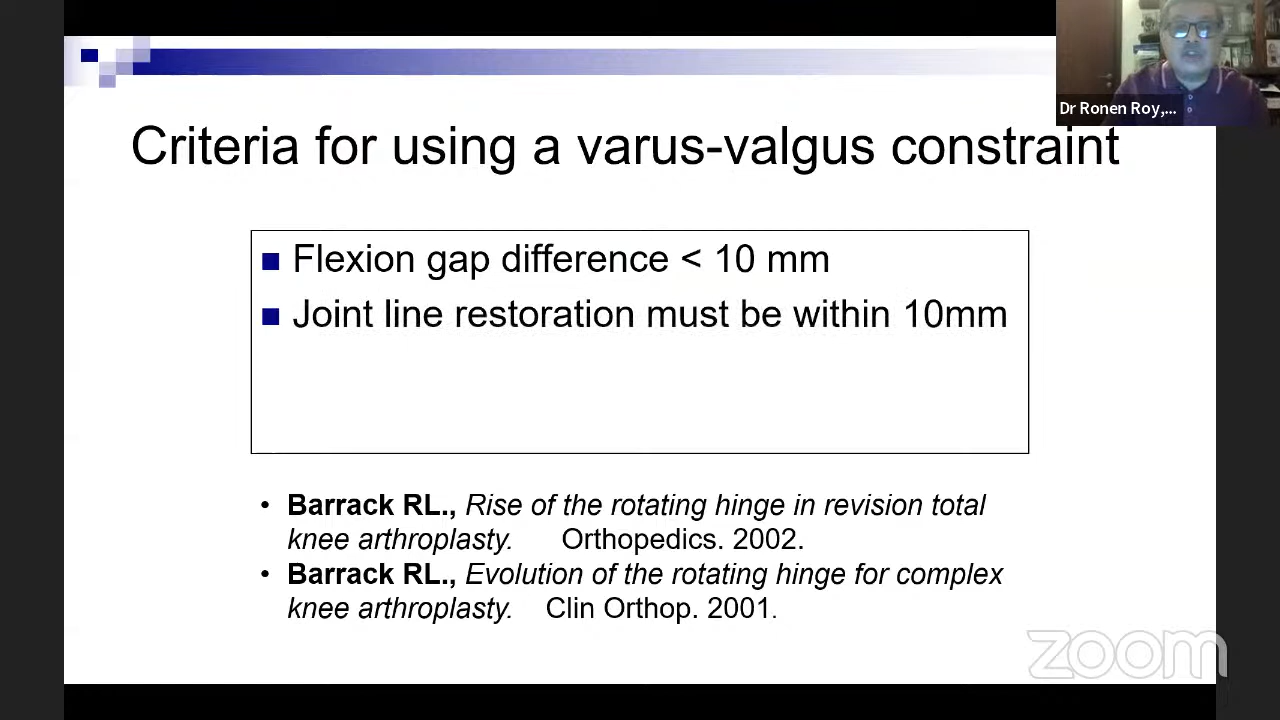 Dr Ronen Roy,...
Criteria for using a varus-valgus constraint
Flexion gap difference < 10 mm
Joint line restoration must be within 10mm
• Barrack RL., Rise of the rotating hinge in revision total
knee arthroplasty. Orthopedics. 2002.
• Barrack RL., Evolution of the rotating hinge for complex
knee arthroplasty. Clin Orthop. 2001.
zoom